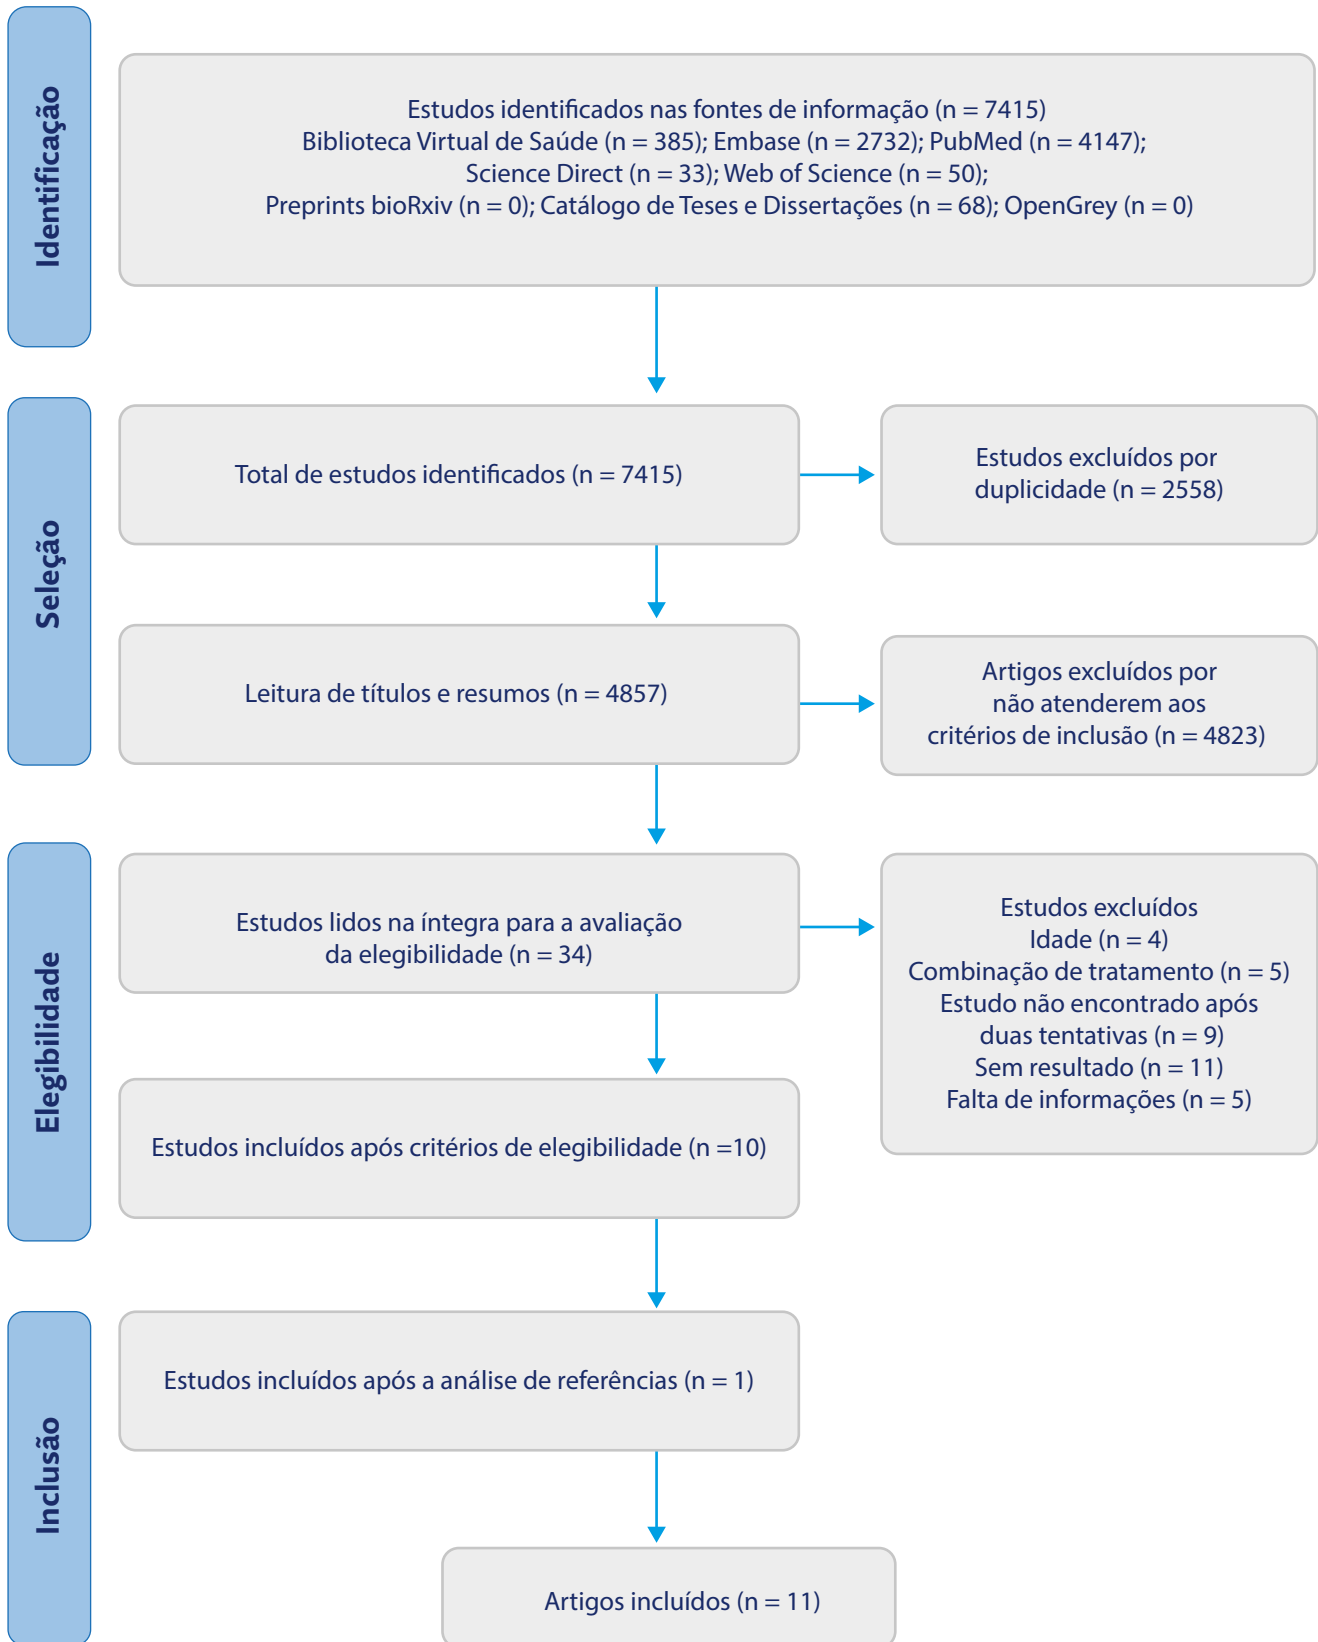 Identificação
Estudos identificados nas fontes de informação (n = 7415)
Biblioteca Virtual de Saúde (n = 385); Embase (n = 2732); PubMed (n = 4147);
Science Direct (n = 33); Web of Science (n = 50);
Preprints bioRxiv (n = 0); Catálogo de Teses e Dissertações (n = 68); OpenGrey (n = 0)
Seleção
Total de estudos identificados (n = 7415)
Estudos excluídos por
duplicidade (n = 2558)
Leitura de títulos e resumos (n = 4857)
Artigos excluídos por
não atenderem aos
critérios de inclusão (n = 4823)
Elegibilidade
Estudos lidos na íntegra para a avaliação
da elegibilidade (n = 34)
Estudos excluídos
Idade (n = 4)
Combinação de tratamento (n = 5)
Estudo não encontrado após
duas tentativas (n = 9)
Sem resultado (n = 11)
Falta de informações (n = 5)
Estudos incluídos após critérios de elegibilidade (n =10)
Inclusão
Estudos incluídos após a análise de referências (n = 1)
Artigos incluídos (n = 11)